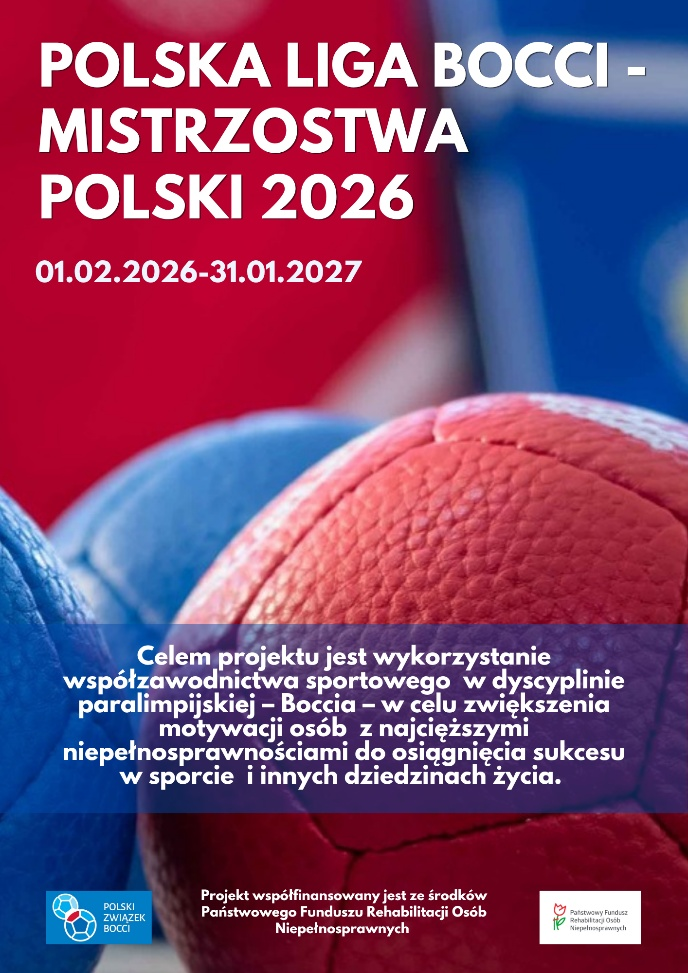 POLSKA LIGA BOCCI -
MISTRZOSTWA
POLSKI 2026
01.02.2026-31.01.2027
Celem projektu jest wykorzystanie
współzawodnictwa sportowego w dyscyplinie
paralimpijskiej – Boccia – w celu zwiększenia
motywacji osób z najcięższymi
niepełnosprawnościami do osiągnięcia sukcesu
w sporcie i innych dziedzinach życia.
POLSKI
ZWIĄZEK
BOCCI
Projekt współfinansowany jest ze środków
Państwowego Funduszu Rehabilitacji Osób
Niepełnosprawnych
Państwowy Fundusz
Rehabilitacji Osób
Niepełnosprawnych